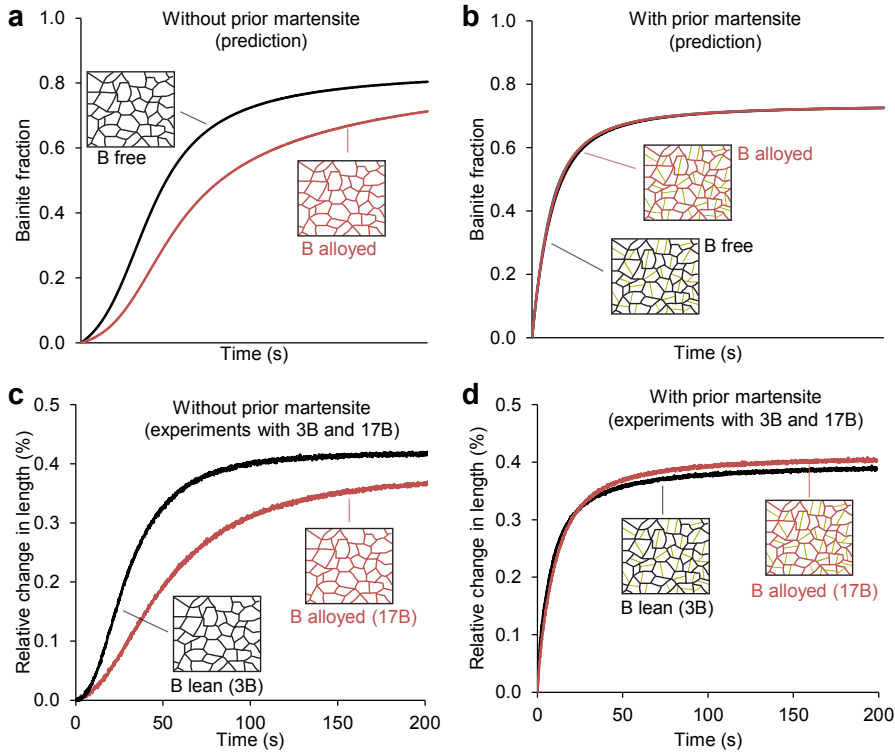 a
Without prior martensite
(prediction)
1.0
0.8
0.6
0.4
0.2
0.0
Bainite fraction
B free
B alloyed
Time (s)
b
With prior martensite
(prediction)
1.0
0.8
0.6
0.4
0.2
0.0
Bainite fraction
B alloyed
B free
Time (s)
c
Without prior martensite
(experiments with 3B and 17B)
0.5
0.4
0.3
0.2
0.1
0.0
Relative change in length (%)
B alloyed (17B)
B lean (3B)
0 50 100 150 200
Time (s)
d
With prior martensite
(experiments with 3B and 17B)
0.5
0.4
0.3
0.2
0.1
0.0
Relative change in length (%)
B lean (3B)
B alloyed (17B)
0 50 100 150 200
Time (s)